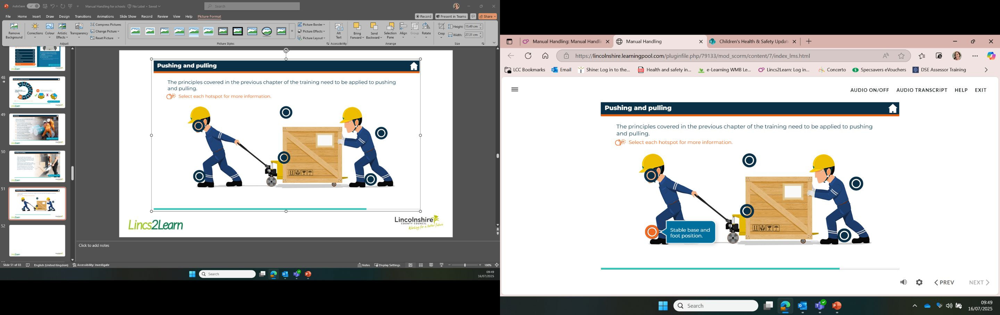 AutoSave
Manual Handling for schools
No Label • Saved
Search
File Home Insert Draw Design Transitions Animations Slide Show Record Review View Help Picture Format
Record
Present in Teams
Share
Remove Background
Corrections
Colour
Artistic Effects
Transparency
Compress Pictures
Change Picture
Reset Picture
Adjust
Picture Styles
Picture Border
Picture Effects
Picture Layout
Alt Text
Accessibility
Bring Forward
Send Backward
Selection Pane
Align
Group
Rotate
Arrange
Crop
Height: 15.49 cm
Width: 27.31 cm
Size
48
49
50
51
52
Lincs2Learn
Pushing and pulling
The principles covered in the previous chapter of the training need to be applied to pushing
and pulling.
Select each hotspot for more information.
Lincs2Learn
Lincolnshire
COUNTY COUNCIL
Working for a better future
Click to add notes
Slide 51 of 83
English (United Kingdom)
Accessibility: Investigate
Notes
Display Settings
100%
Search
09:49
16/07/2025
Manual Handling: Manual Handli
Manual Handling
Children's Health & Safety Updat
https://lincolnshire.learningpool.com/pluginfile.php/79133/mod_scorm/content/7/index_lms.html
LCC Bookmarks
Email
Shine: Log in to the...
Health and safety in...
e-Learning WMB Le...
Lincs2Learn: Log in...
Concerto
Specsavers eVouchers
DSE Assessor Training
AUDIO ON/OFF
AUDIO TRANSCRIPT
HELP
EXIT
Pushing and pulling
The principles covered in the previous chapter of the training need to be applied to pushing
and pulling.
Select each hotspot for more information.
Stable base and
foot position.
PREV
NEXT
Search
09:49
16/07/2025